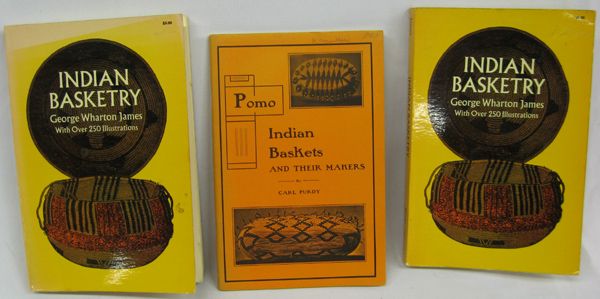 INDIAN
BASKETRY
George Wharton James
With Over 250 Illustrations
Pomo
Indian
Baskets
AND THEIR MAKERS
By
CARL PURDY
INDIAN
BASKETRY
George Wharton James
With Over 250 Illustrations